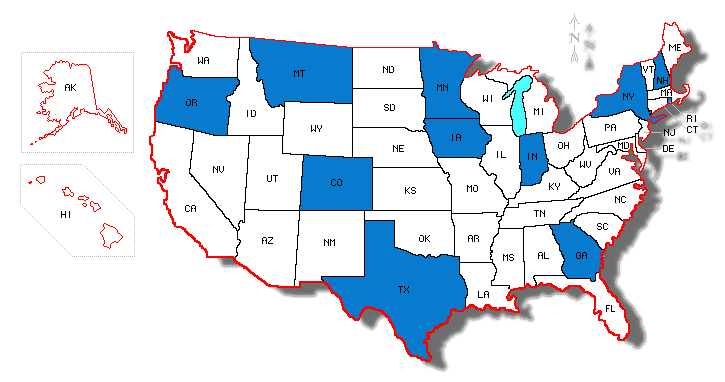 N
N
ME
WA
VT
MT
ND
NH
AK
MN
OR
SD
WI
NY
MA
MI
ID
RI
WY
PA
CT
IA
NJ
NE
OH
MD
DE
IL
IN
NV
UT
CO
WV
VA
KS
MO
KY
NC
CA
HI
TN
SC
AZ
NM
OK
AR
MS
AL
GA
TX
LA
FL